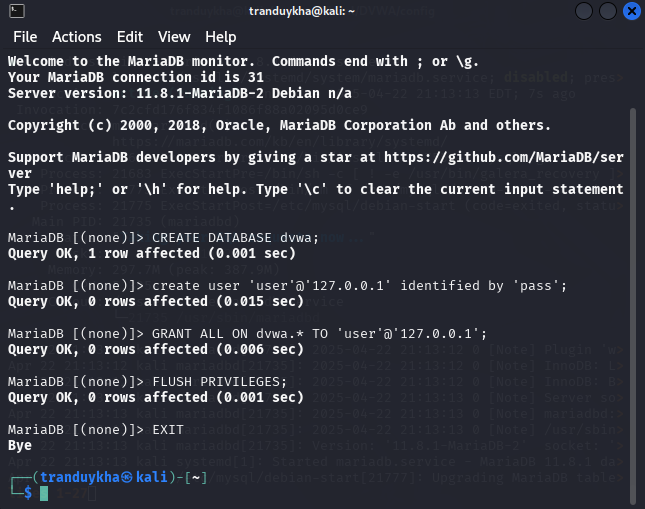 tranduykha@kali: ~
File Actions Edit View Help
Welcome to the MariaDB monitor.  Commands end with ; or \g.
Your MariaDB connection id is 31
Server version: 11.8.1-MariaDB-2 Debian n/a
Copyright (c) 2000, 2018, Oracle, MariaDB Corporation Ab and others.
Support MariaDB developers by giving a star at https://github.com/MariaDB/ser
ver
Type 'help;' or '\h' for help. Type '\c' to clear the current input statement
.
MariaDB [(none)]> CREATE DATABASE dvwa;
Query OK, 1 row affected (0.001 sec)
MariaDB [(none)]> create user 'user'@'127.0.0.1' identified by 'pass';
Query OK, 0 rows affected (0.015 sec)
MariaDB [(none)]> GRANT ALL ON dvwa.* TO 'user'@'127.0.0.1';
Query OK, 0 rows affected (0.006 sec)
MariaDB [(none)]> FLUSH PRIVILEGES;
Query OK, 0 rows affected (0.001 sec)
MariaDB [(none)]> EXIT
Bye
┌──(tranduykha㉿kali)-[~]
└─$